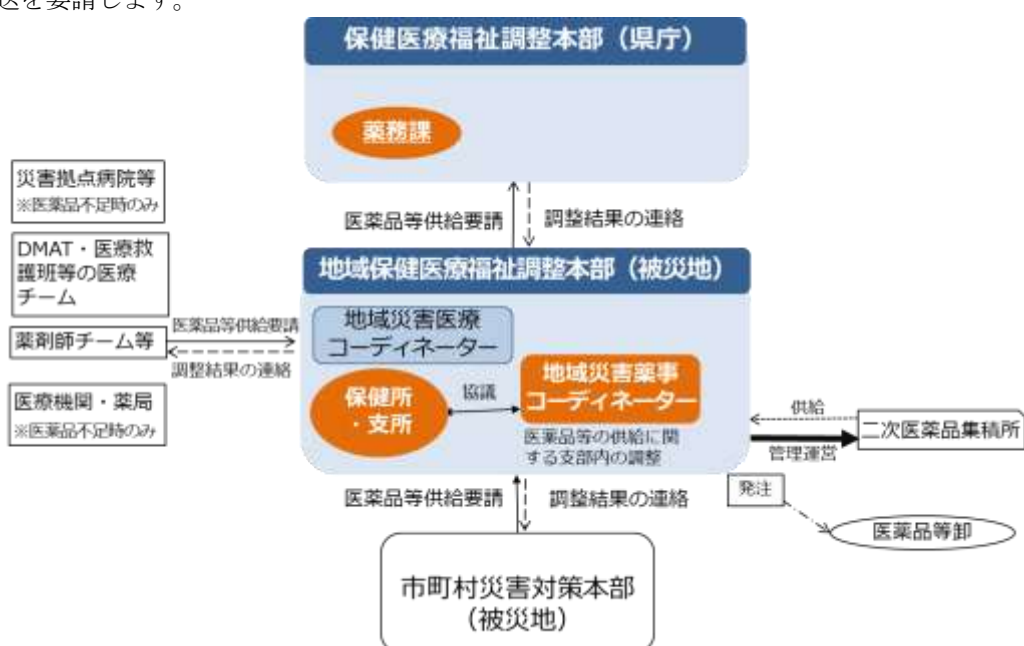 送を要請します。
保健医療福祉調整本部（県庁）
薬務課
災害拠点病院等
※医薬品不足時のみ
医薬品等供給要請
調整結果の連絡
DMAT・医療救
護班等の医療
チーム
地域保健医療福祉調整本部（被災地）
地域災害医療
コーディネーター
医薬品等供給要請
薬剤師チーム等
調整結果の連絡
地域災害薬事
コーディネーター
協議
保健所
・支所
医療機関・薬局
※医薬品不足時のみ
供給
二次医薬品集積所
管理運営
医薬品等の供給に関
する支部内の調整
医薬品等供給要請
調整結果の連絡
発注
医薬品等卸
市町村災害対策本部
（被災地）